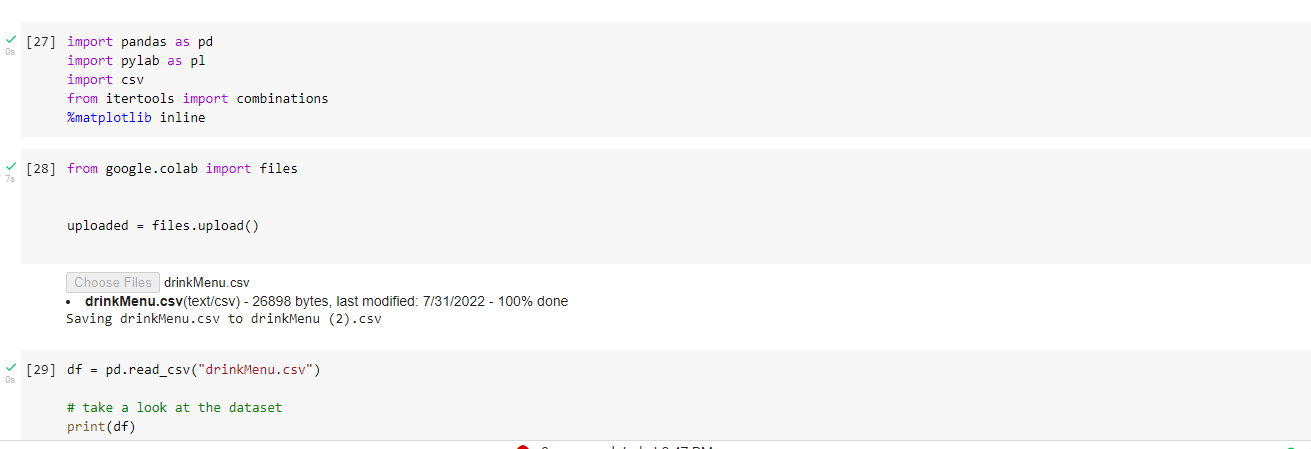 [27] import pandas as pd
import pylab as pl
import csv
from itertools import combinations
%matplotlib inline
0s
[28] from google.colab import files
7s
uploaded = files.upload()
Choose Files drinkMenu.csv
• drinkMenu.csv(text/csv) - 26898 bytes, last modified: 7/31/2022 - 100% done
Saving drinkMenu.csv to drinkMenu (2).csv
[29] df = pd.read_csv("drinkMenu.csv")
0s
# take a look at the dataset
print(df)